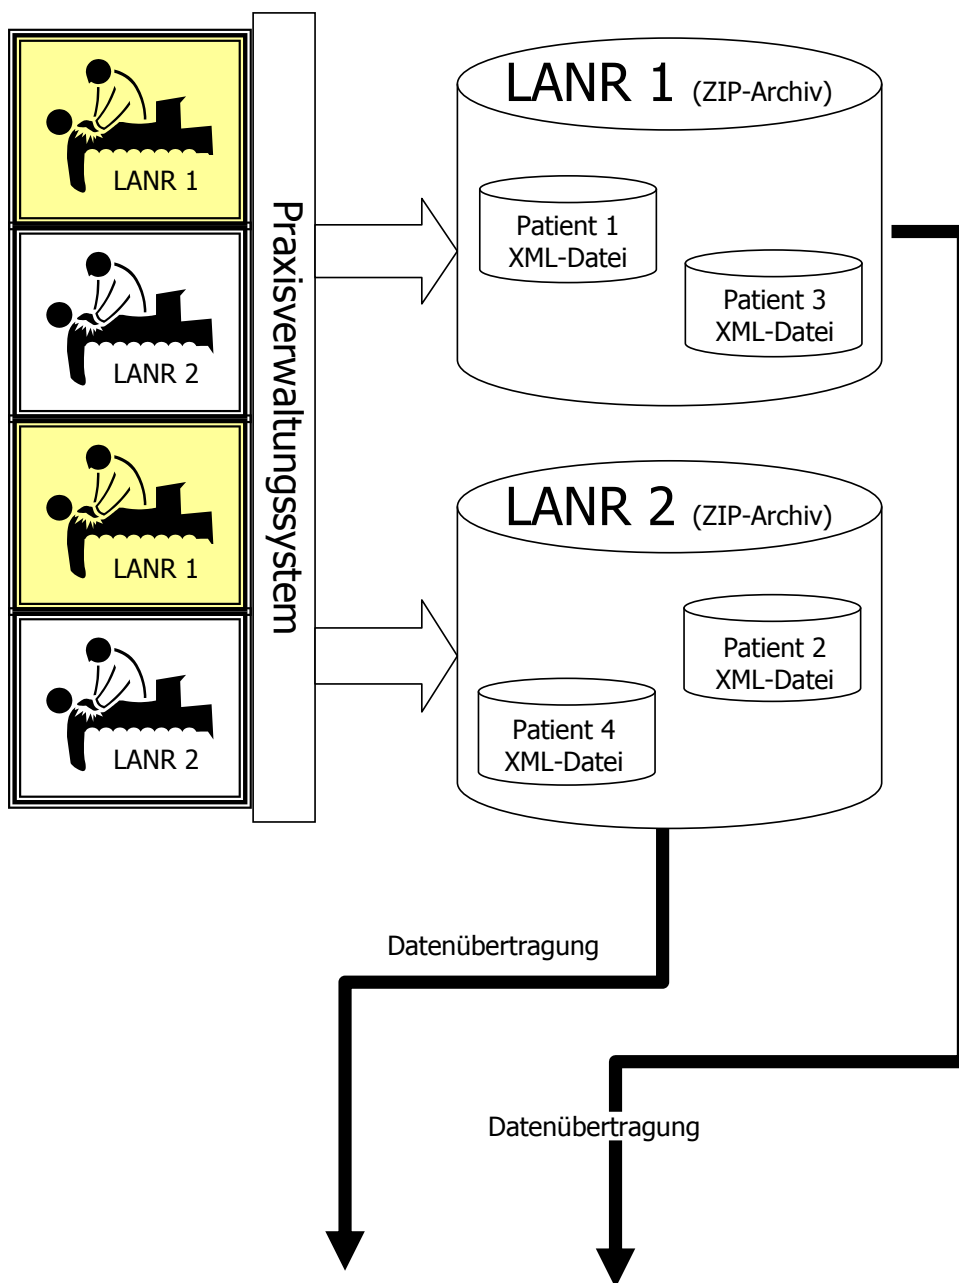 LANR 1
LANR 2
LANR 1
LANR 2
Praxisverwaltungssystem
LANR 1 (ZIP-Archiv)
Patient 1
XML-Datei
Patient 3
XML-Datei
LANR 2 (ZIP-Archiv)
Patient 2
XML-Datei
Patient 4
XML-Datei
Datenübertragung
Datenübertragung